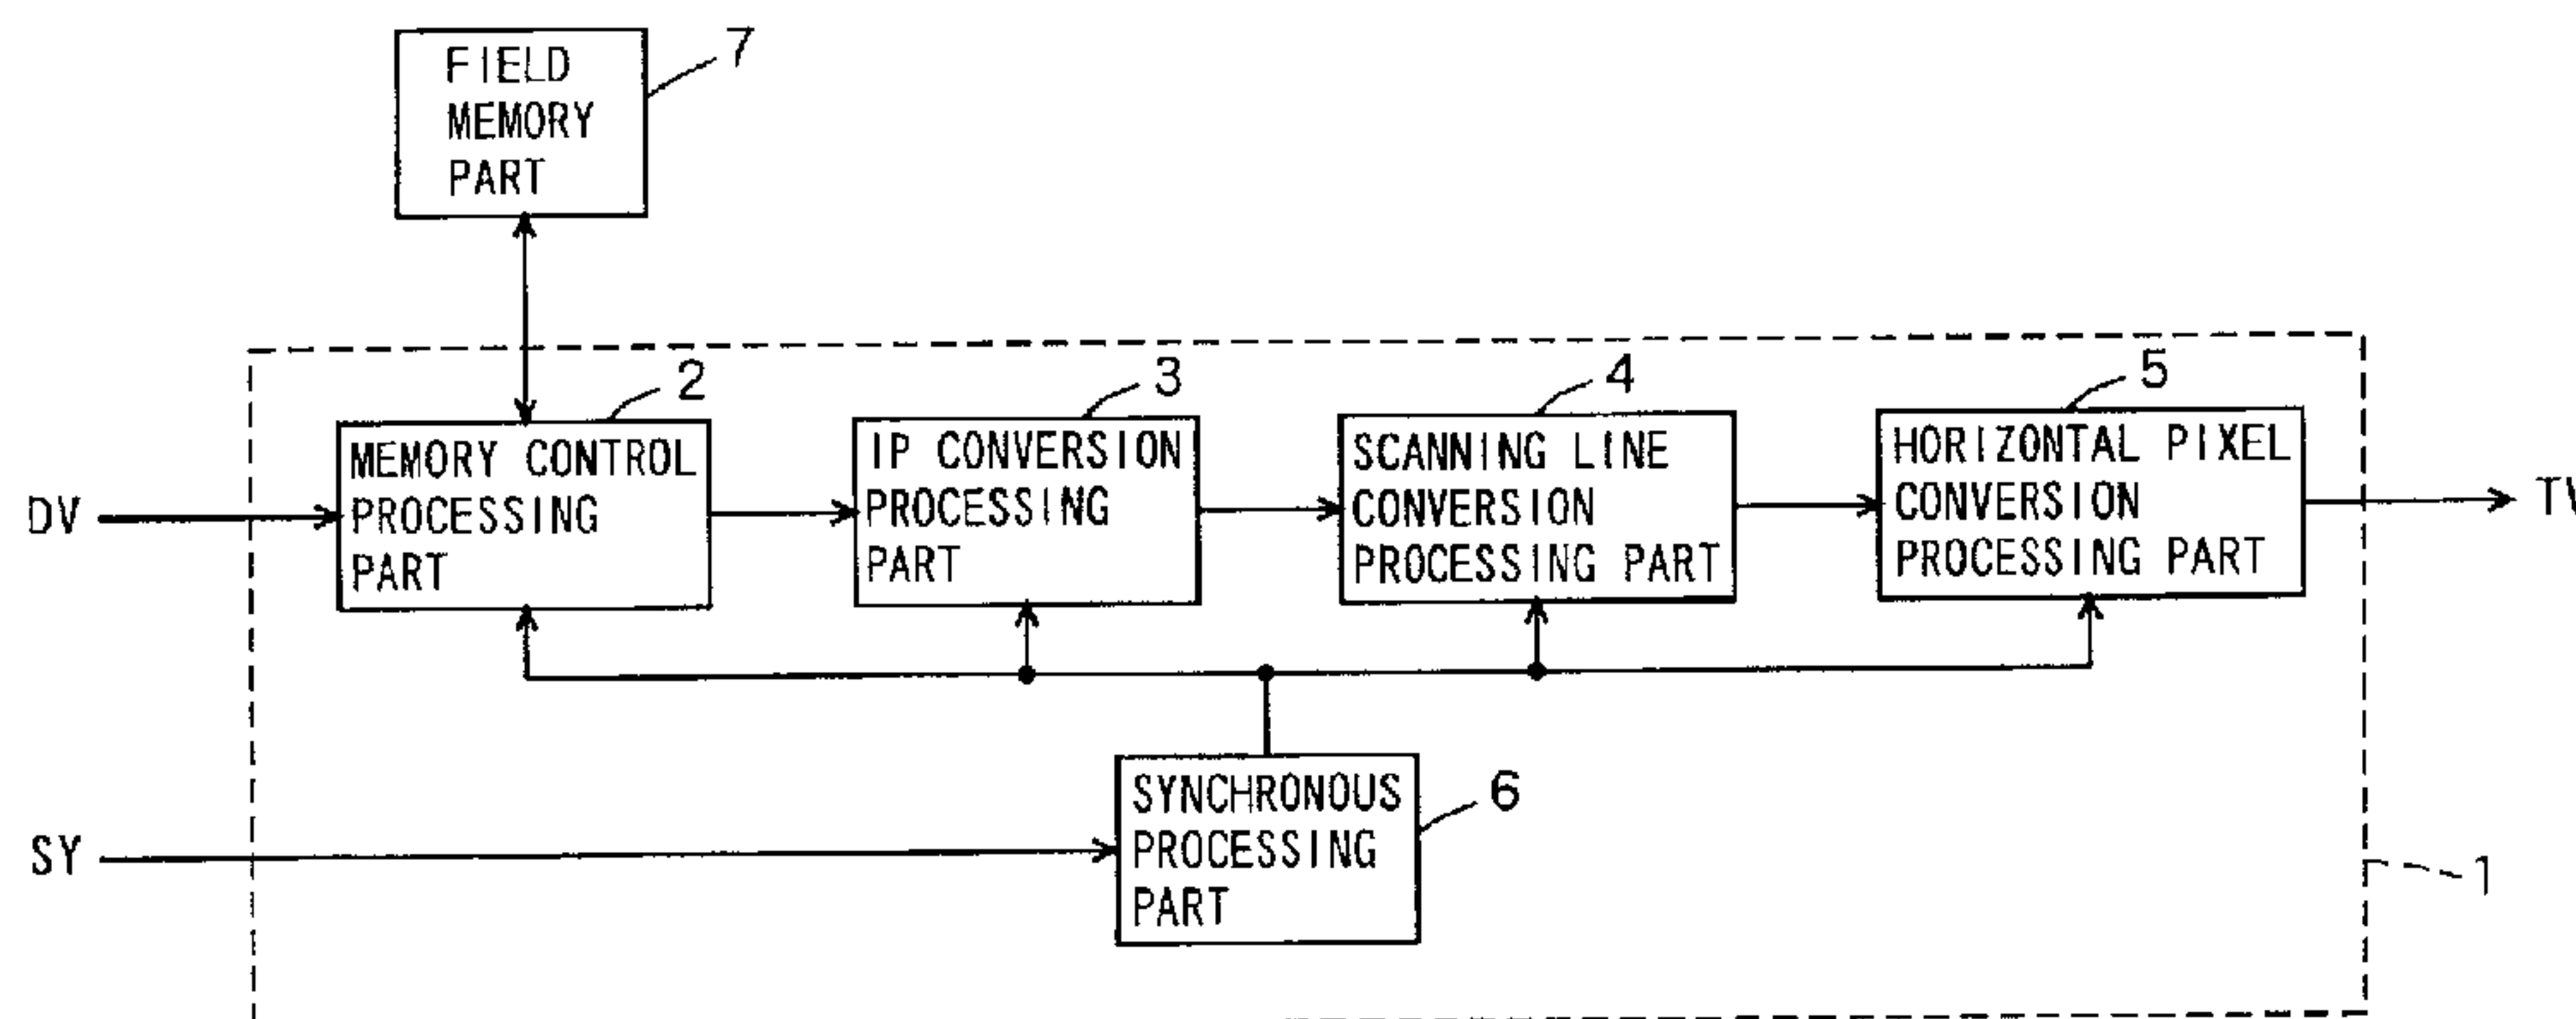 FIELD
MEMORY
PART
7
2
3
4
5
MEMORY CONTROL
PROCESSING
PART
IP CONVERSION
PROCESSING
PART
SCANNING LINE
CONVERSION
PROCESSING PART
HORIZONTAL PIXEL
CONVERSION
PROCESSING PART
DV
TV
SYNCHRONOUS
PROCESSING
PART
6
SY
1